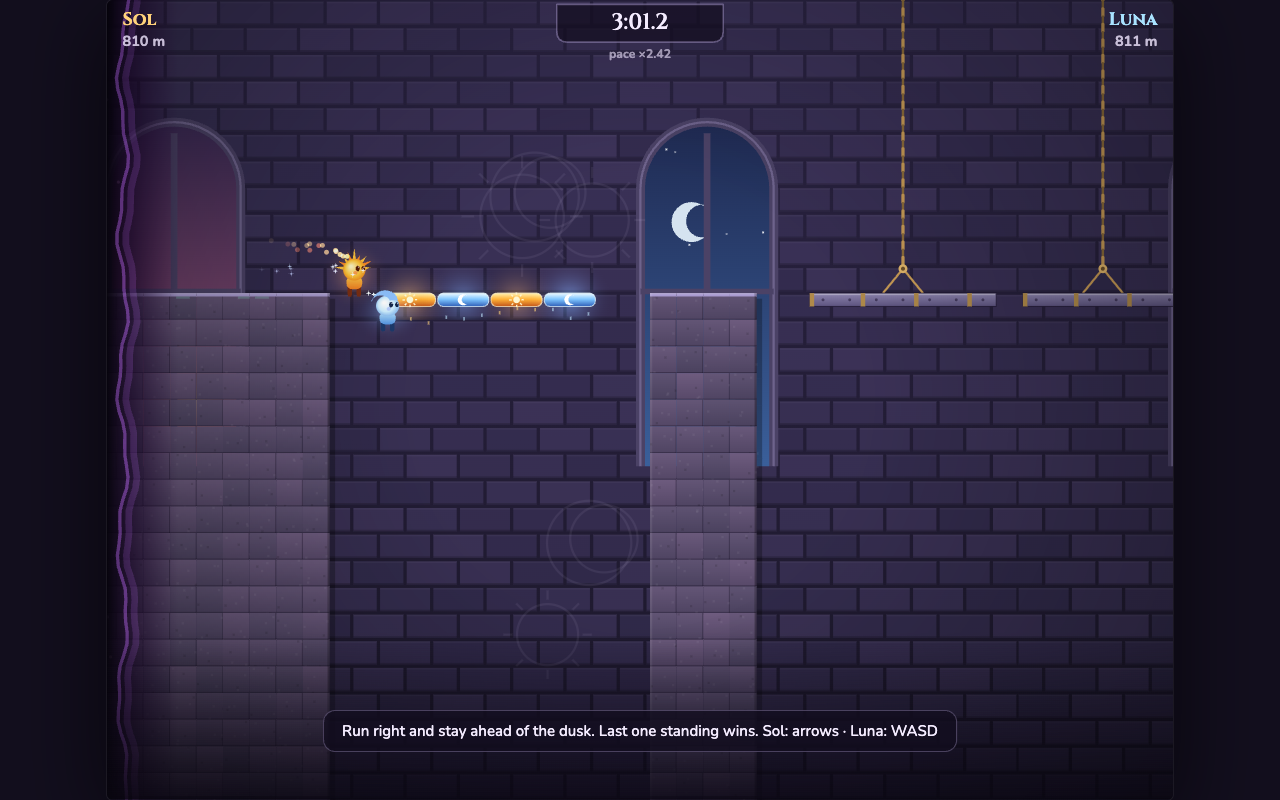 SOL
810 m
3:01.2
pace ×2.42
LUNA
811 m
Run right and stay ahead of the dusk. Last one standing wins. Sol: arrows · Luna: WASD